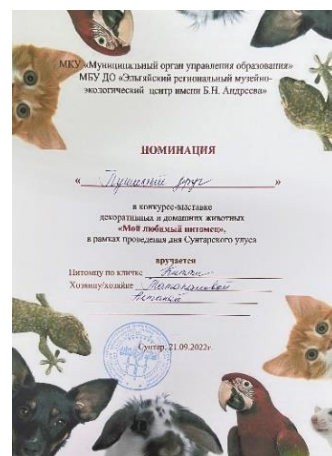 МКУ «Муниципальный орган управления образования»
МБУ ДО «Эльгяйский региональный музейно-
экологический центр имени Б.Н. Андреева»
НОМИНАЦИЯ
« Пушистый друг »
в конкурсе-выставке
декоративных и домашних животных
«Мой любимый питомец»,
в рамках проведения дня Сунтарского улуса
вручается
Питомцу по кличке
Хозяину/хозяйке
Сунтар, 21.09.2022г.